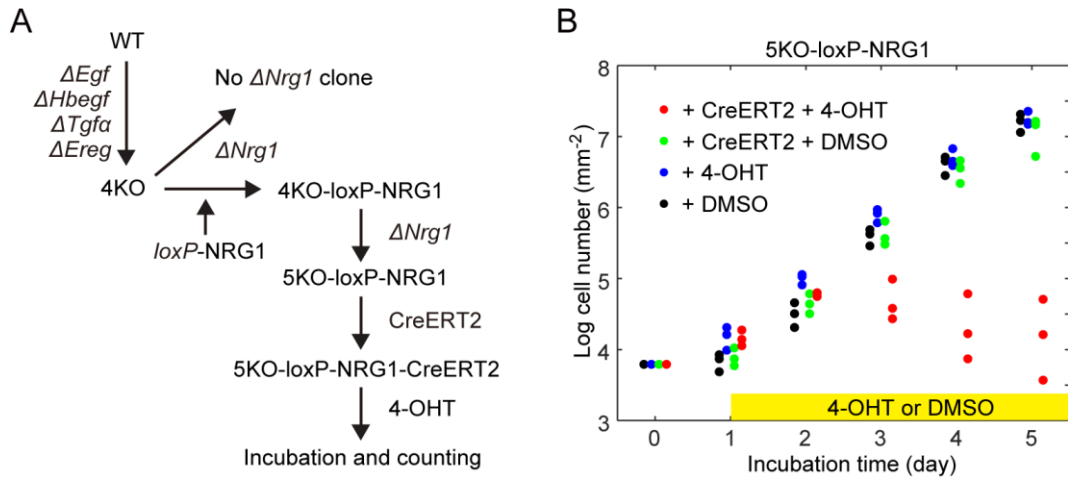 A
WT
ΔEgf
ΔHbegf
ΔTgfα
ΔEreg
No ΔNrg1 clone
ΔNrg1
4KO
4KO-loxP-NRG1
loxP-NRG1
ΔNrg1
5KO-loxP-NRG1
CreERT2
5KO-loxP-NRG1-CreERT2
4-OHT
Incubation and counting
B
5KO-loxP-NRG1
+ CreERT2 + 4-OHT
+ CreERT2 + DMSO
+ 4-OHT
+ DMSO
Log cell number (mm-2)
8
7
6
5
4
3
4-OHT or DMSO
0 1 2 3 4 5
Incubation time (day)